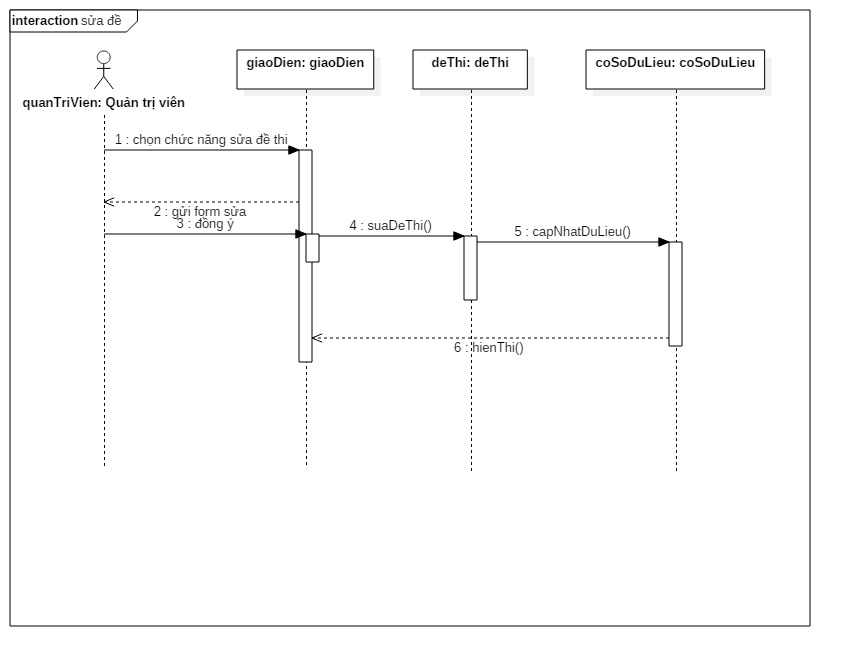 interaction sửa đề
giaoDien: giaoDien
deThi: deThi
coSoDuLieu: coSoDuLieu
quanTriVien: Quản trị viên
1 : chọn chức năng sửa đề thi
2 : gửi form sửa
3 : đồng ý
4 : suaDeThi()
5 : capNhatDuLieu()
6 : hienThi()